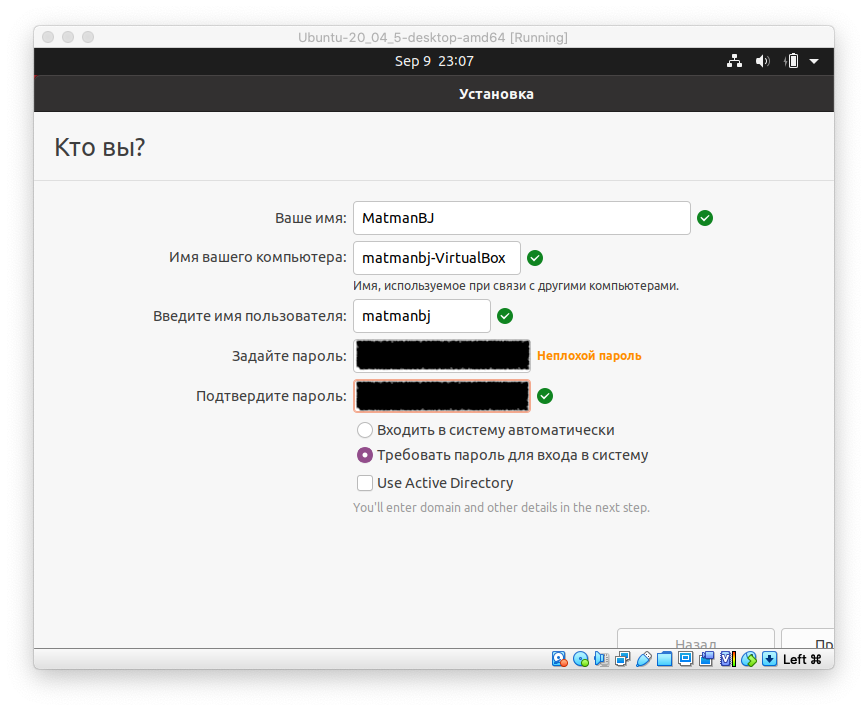 Ubuntu-20_04_5-desktop-amd64 [Running]
Sep 9 23:07
Установка
Кто вы?
Ваше имя: MatmanBJ
Имя вашего компьютера: matmanbj-VirtualBox
Имя, используемое при связи с другими компьютерами.
Введите имя пользователя: matmanbj
Задайте пароль: Неплохой пароль
Подтвердите пароль:
Входить в систему автоматически
Требовать пароль для входа в систему
Use Active Directory
You'll enter domain and other details in the next step.
Назад Пр
Left ⌘